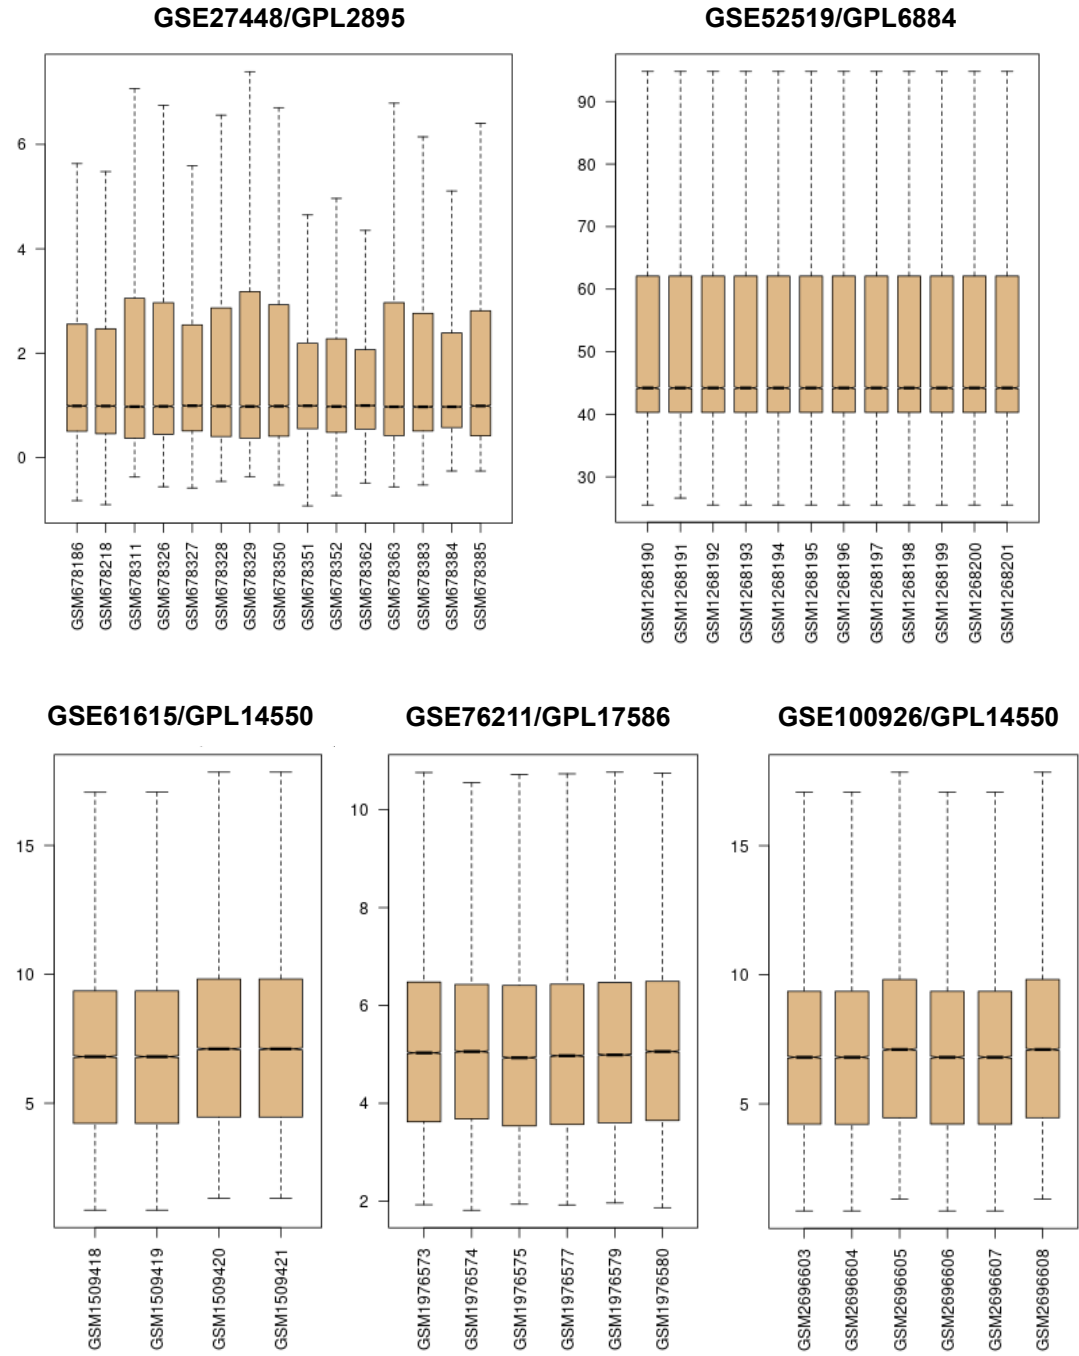 GSE27448/GPL2895
GSE52519/GPL6884
6
4
2
0
GSM678186
GSM678218
GSM678311
GSM678326
GSM678327
GSM678328
GSM678329
GSM678350
GSM678351
GSM678352
GSM678362
GSM678363
GSM678383
GSM678384
GSM678385
90
80
70
60
50
40
30
GSM1268190
GSM1268191
GSM1268192
GSM1268193
GSM1268194
GSM1268195
GSM1268196
GSM1268197
GSM1268198
GSM1268199
GSM1268200
GSM1268201
GSE61615/GPL14550
GSE76211/GPL17586
GSE100926/GPL14550
15
10
5
GSM1509418
GSM1509419
GSM1509420
GSM1509421
10
8
6
4
2
GSM1976573
GSM1976574
GSM1976575
GSM1976577
GSM1976579
GSM1976580
15
10
5
GSM2696603
GSM2696604
GSM2696605
GSM2696606
GSM2696607
GSM2696608